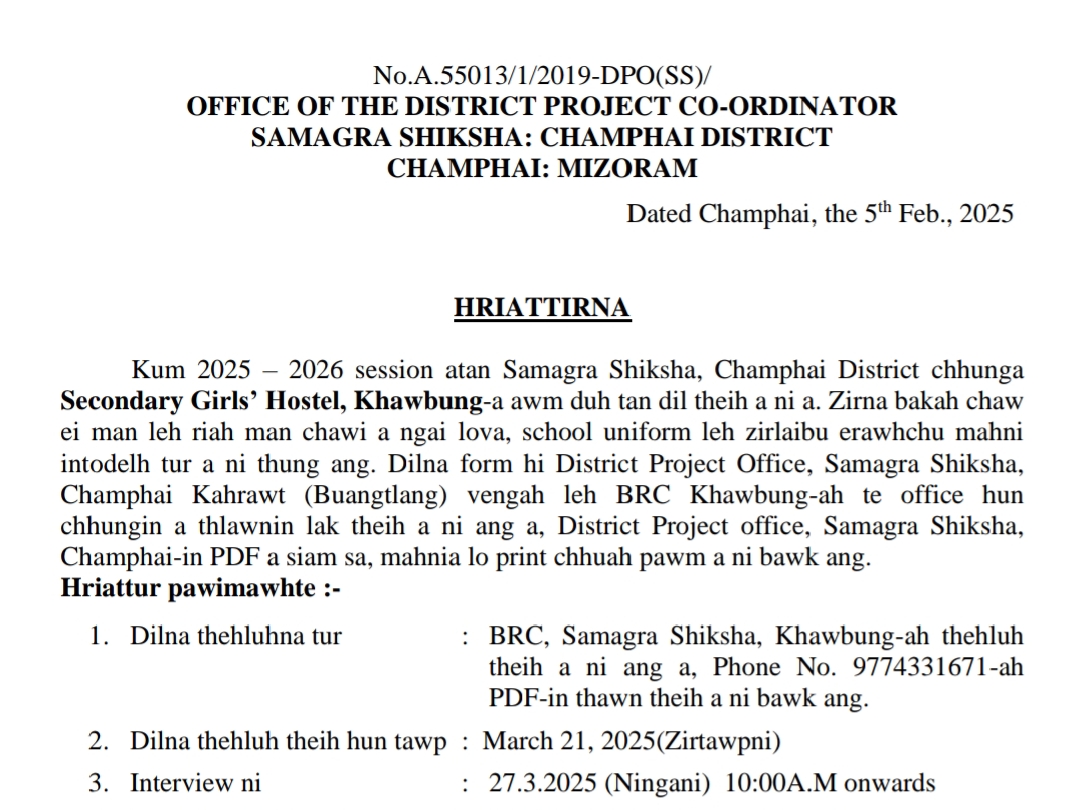 No.A.55013/1/2019-DPO(SS)/
OFFICE OF THE DISTRICT PROJECT CO-ORDINATOR
SAMAGRA SHIKSHA: CHAMPHAI DISTRICT
CHAMPHAI: MIZORAM
Dated Champhai, the 5th Feb., 2025
HRIATTIRNA
Kum 2025 – 2026 session atan Samagra Shiksha, Champhai District chhunga
Secondary Girls’ Hostel, Khawbung-a awm duh tan dil theih a ni a. Zirna bakah chaw
ei man leh riah man chawi a ngai lova, school uniform leh zirlaibu erawhchu mahni
intodelh tur a ni thung ang. Dilna form hi District Project Office, Samagra Shiksha,
Champhai Kahrawt (Buangtlang) vengah leh BRC Khawbung-ah te office hun
chhungin a thlawnin lak theih a ni ang a, District Project office, Samagra Shiksha,
Champhai-in PDF a siam sa, mahnia lo print chhuah pawm a ni bawk ang.
Hriattur pawimawhte :-
1. Dilna thehluhna tur : BRC, Samagra Shiksha, Khawbung-ah thehluh
theih a ni ang a, Phone No. 9774331671-ah
PDF-in thawn theih a ni bawk ang.
2. Dilna thehluh theih hun tawp : March 21, 2025(Zirtawpni)
3. Interview ni : 27.3.2025 (Ningani) 10:00A.M onwards